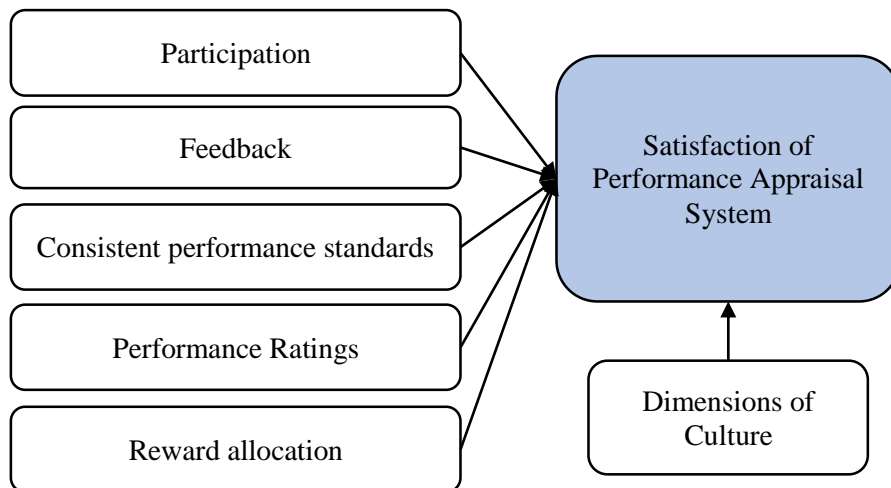 Participation
Feedback
Consistent performance standards
Performance Ratings
Reward allocation
Satisfaction of
Performance Appraisal
System
Dimensions of
Culture